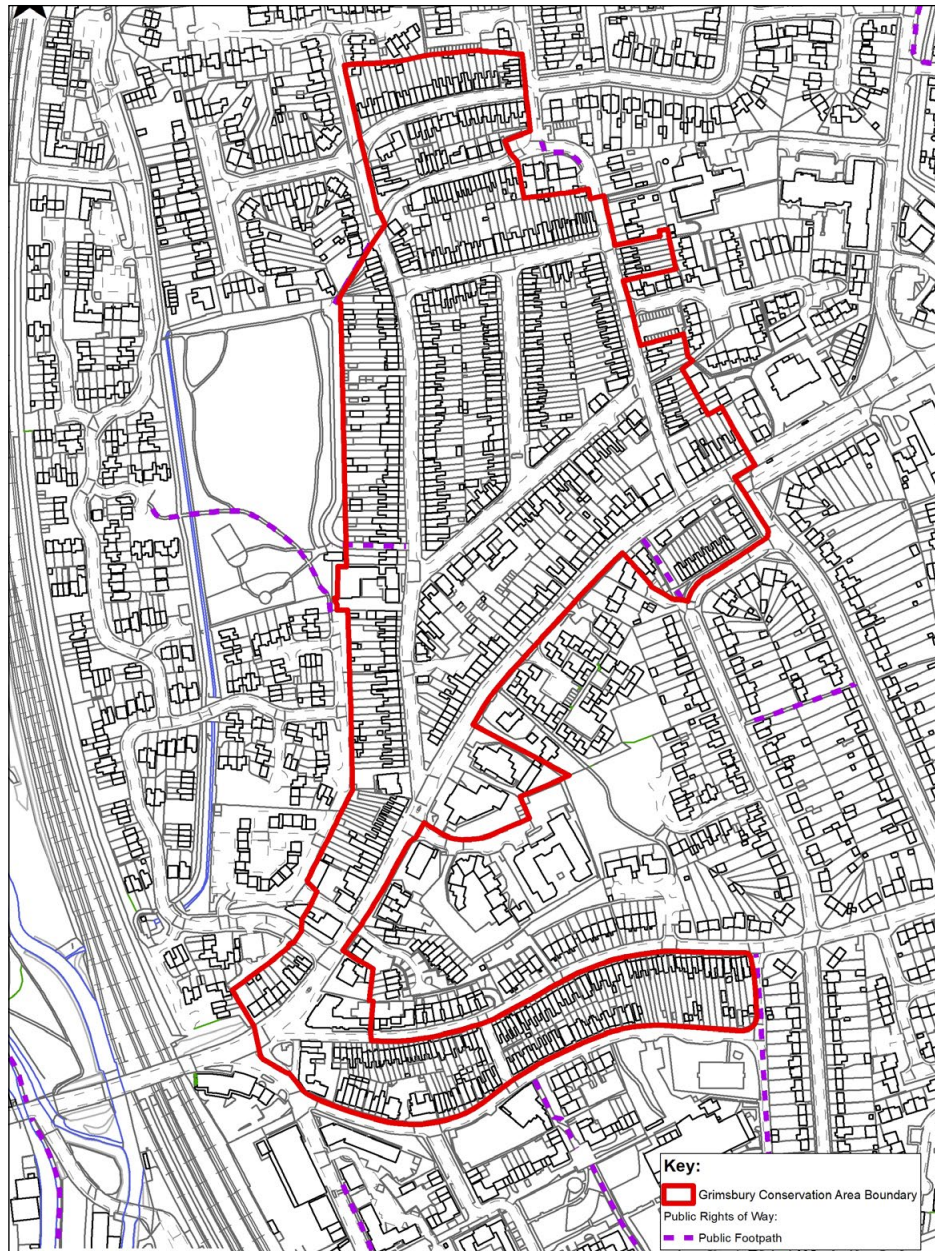 Key:
Grimsbury Conservation Area Boundary
Public Rights of Way:
Public Footpath